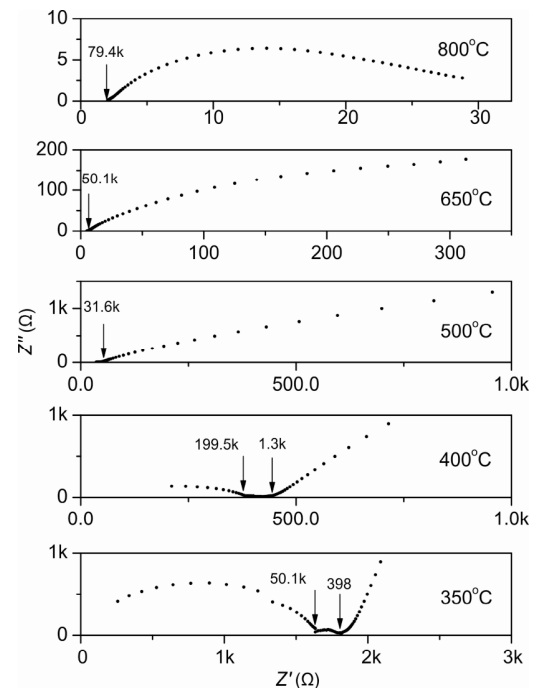 10
79.4k
800°C
5
0
0 10 20 30
200
50.1k
100
650°C
0
0 100 200 300
Z″(Ω)
1k
31.6k
500°C
0
0.0 500.0 1.0k
1k
199.5k 1.3k
400°C
0
0.0 500.0 1.0k
1k
50.1k 398
350°C
0
0 1k 2k 3k
Z′(Ω)